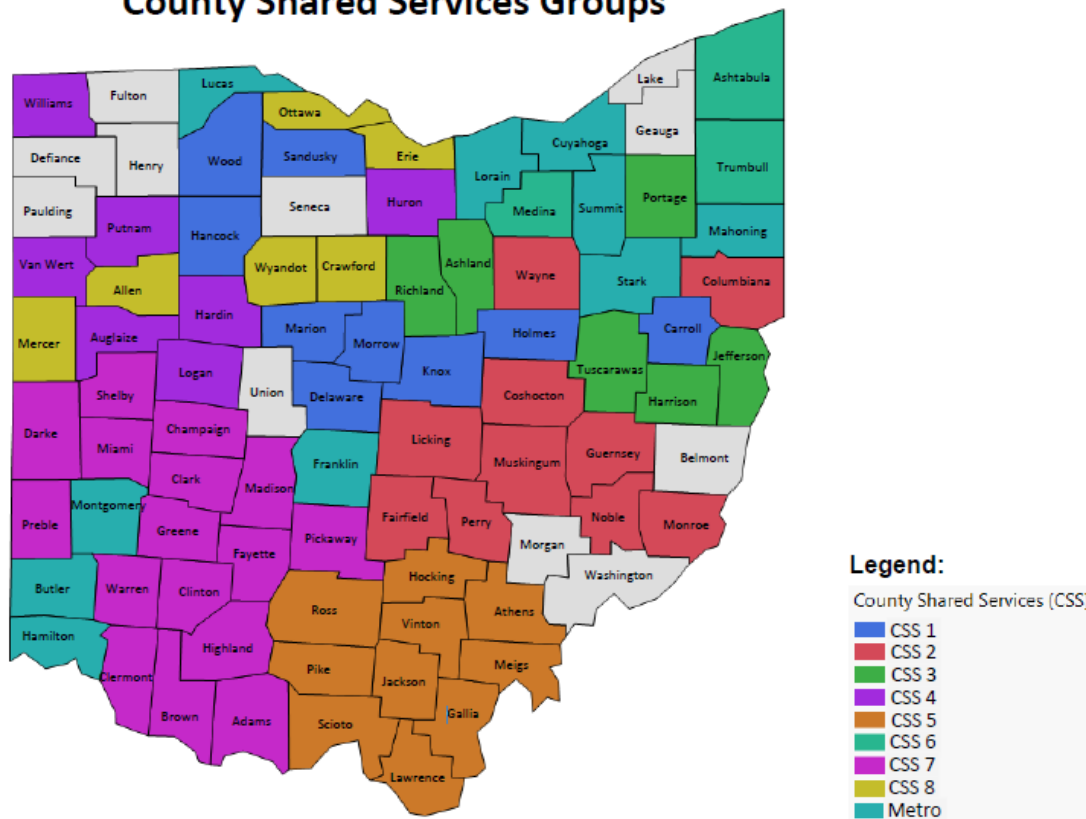 County Shared Services Groups
Lake
Ashtabula
Lucas
Fulton
Williams
Ottawa
Geauga
Cuyahoga
Erie
Sandusky
Defiance
Wood
Henry
Trumbull
Lorain
Portage
Huron
Seneca
Summit
Medina
Paulding
Putnam
Mahoning
Hancock
Van Wert
Ashland
Wyandot
Crawford
Wayne
Stark
Columbiana
Allen
Richland
Hardin
Marion
Carroll
Holmes
Auglaize
Mercer
Morrow
Jefferson
Tuscarawas
Knox
Logan
Union
Shelby
Coshocton
Delaware
Harrison
Champaign
Darke
Licking
Miami
Guernsey
Belmont
Muskingum
Franklin
Clark
Madison
Montgomery
Fairfield
Noble
Perry
Preble
Monroe
Greene
Pickaway
Morgan
Fayette
Washington
Hocking
Butler
Warren
Clinton
Ross
Athens
Vinton
Hamilton
Highland
Meigs
Pike
Clermont
Jackson
Gallia
Brown
Adams
Scioto
Lawrence
Legend:
County Shared Services (CSS)
CSS 1
CSS 2
CSS 3
CSS 4
CSS 5
CSS 6
CSS 7
CSS 8
Metro